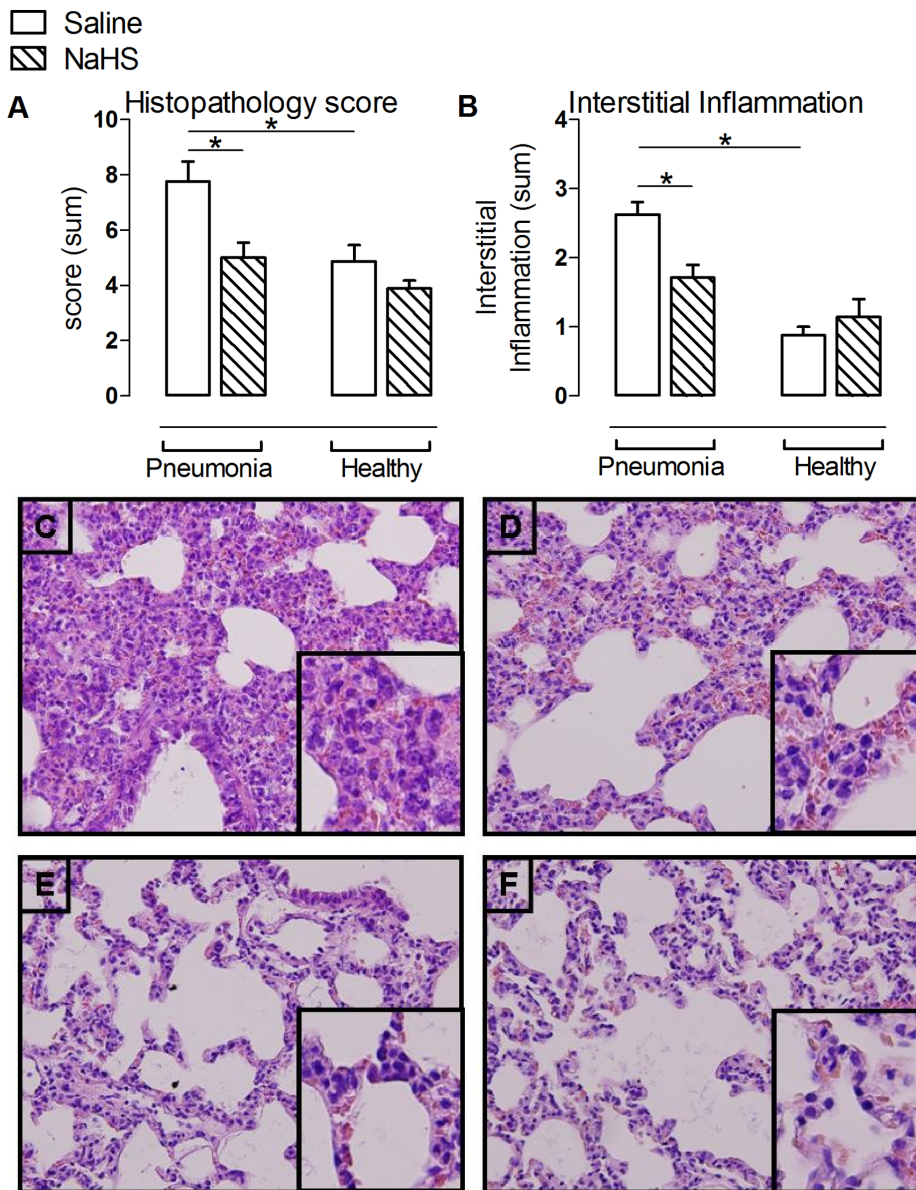 Saline
NaHS
A Histopathology score
10
8
6
4
2
0
score (sum)
*
*
Pneumonia Healthy
B Interstitial Inflammation
4
3
2
1
0
Interstitial
Inflammation (sum)
*
*
Pneumonia Healthy
C
D
E
F